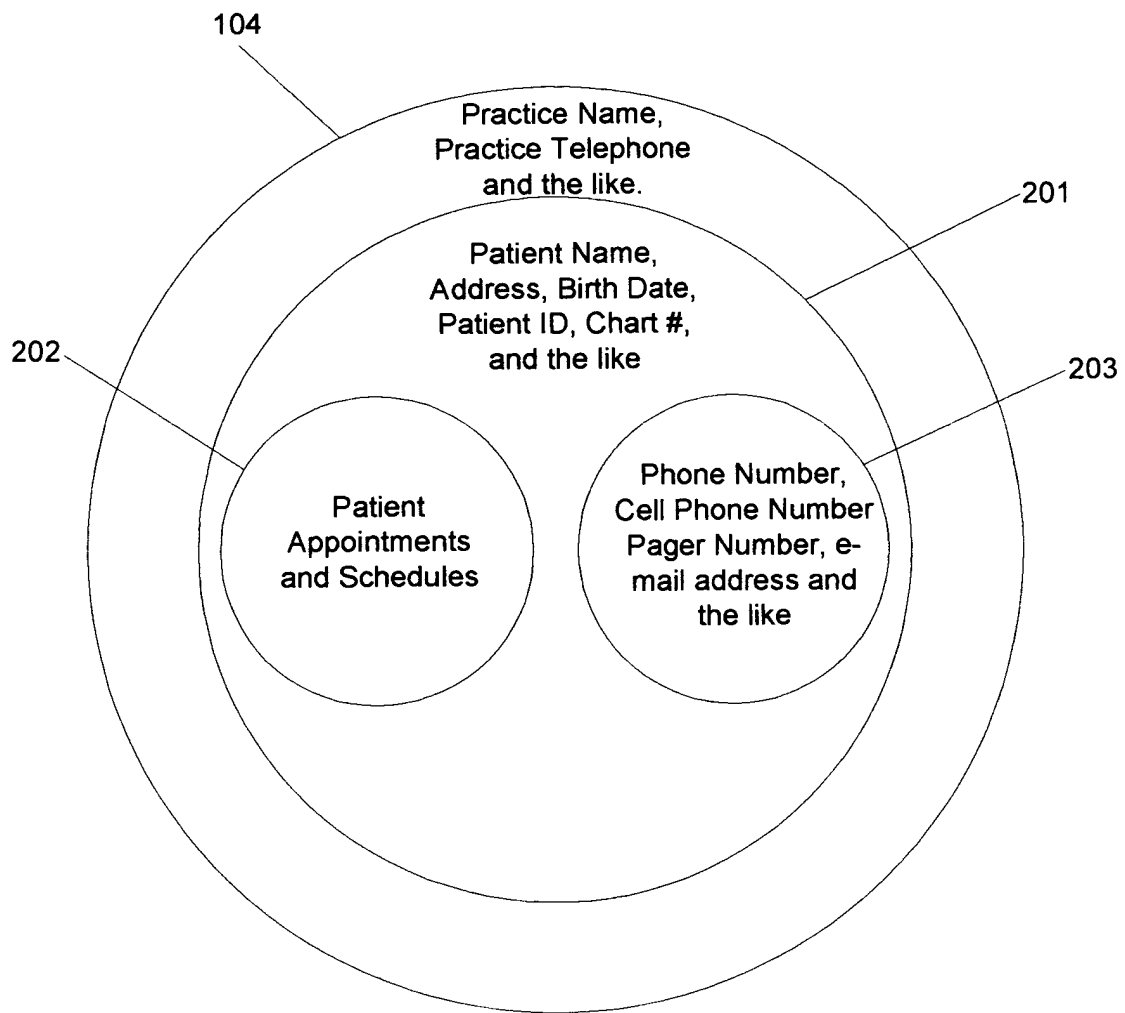 104
Practice Name,
Practice Telephone
and the like.
201
Patient Name,
Address, Birth Date,
Patient ID, Chart #,
and the like
202
203
Patient
Appointments
and Schedules
Phone Number,
Cell Phone Number
Pager Number, e-
mail address and
the like